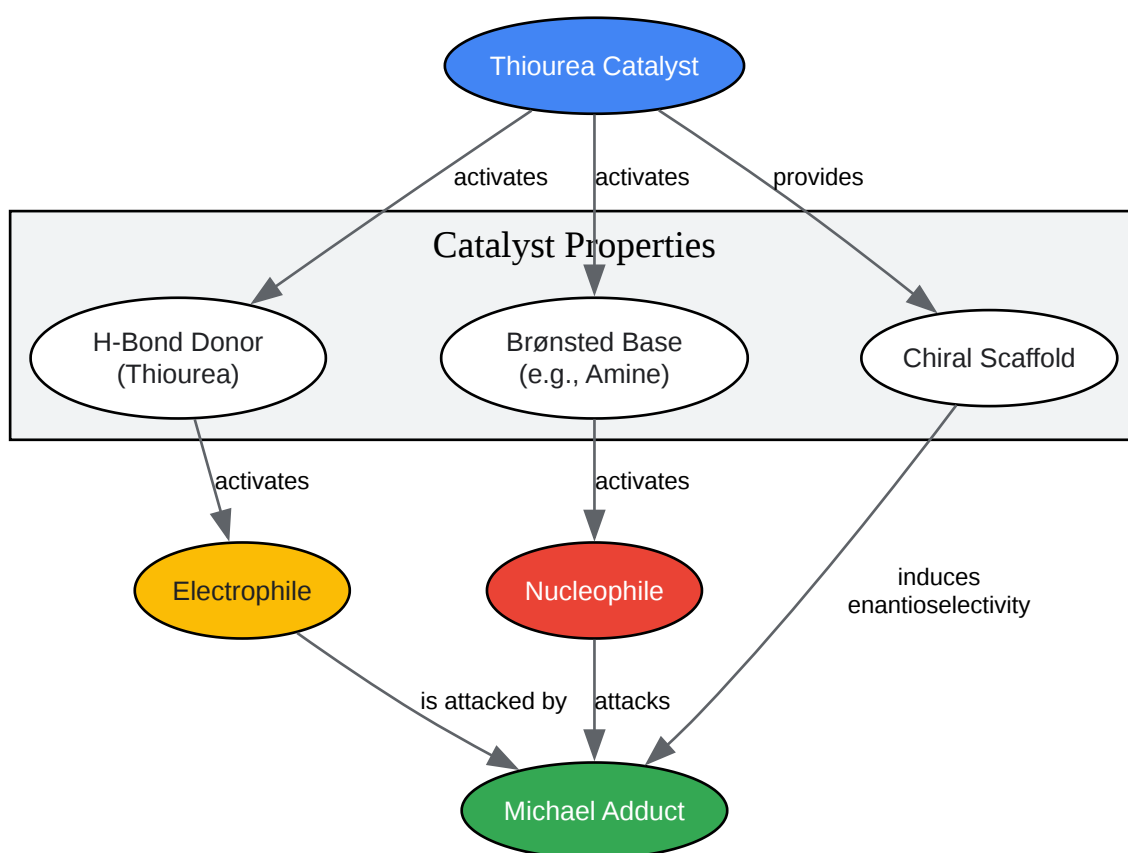 Thiourea Catalyst
activates
activates
provides
Catalyst Properties
H-Bond Donor
(Thiourea)
Brønsted Base
(e.g., Amine)
Chiral Scaffold
activates
activates
Electrophile
Nucleophile
induces
enantioselectivity
is attacked by
attacks
Michael Adduct